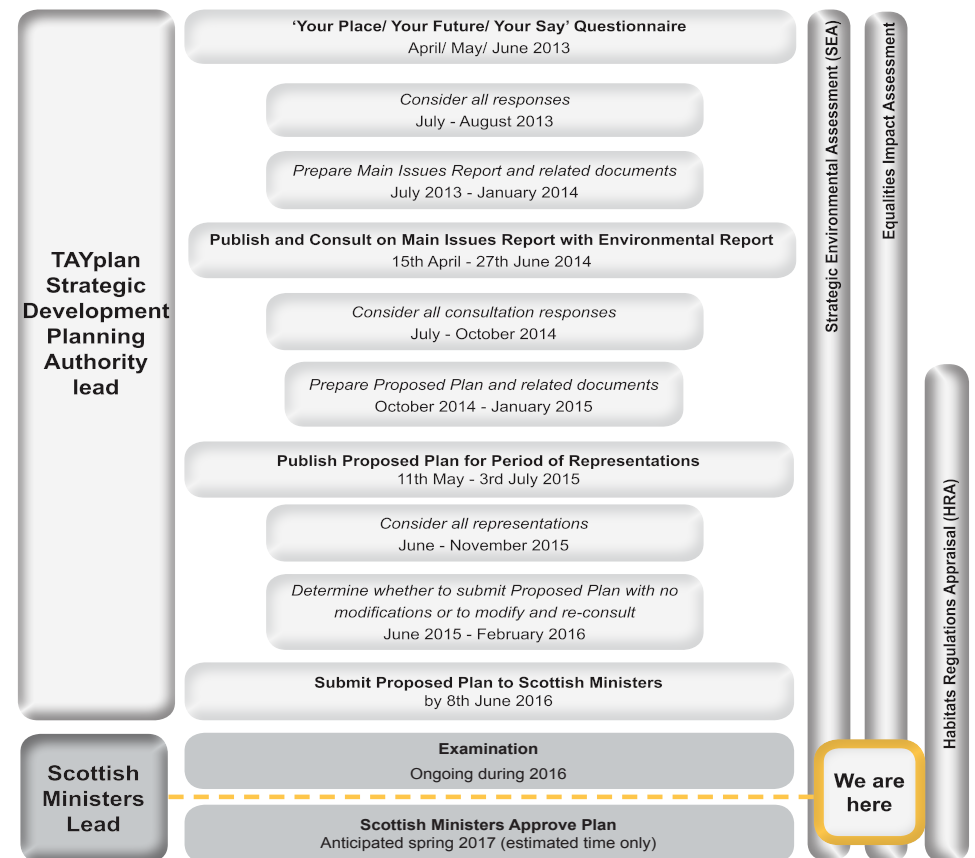 ‘Your Place/ Your Future/ Your Say’ Questionnaire
April/ May/ June 2013
Consider all responses
July - August 2013
Prepare Main Issues Report and related documents
July 2013 - January 2014
Publish and Consult on Main Issues Report with Environmental Report
15th April - 27th June 2014
Consider all consultation responses
July - October 2014
Prepare Proposed Plan and related documents
October 2014 - January 2015
Publish Proposed Plan for Period of Representations
11th May - 3rd July 2015
Consider all representations
June - November 2015
Determine whether to submit Proposed Plan with no
modifications or to modify and re-consult
June 2015 - February 2016
Submit Proposed Plan to Scottish Ministers
by 8th June 2016
Examination
Ongoing during 2016
Scottish Ministers Approve Plan
Anticipated spring 2017 (estimated time only)
TAYplan
Strategic
Development
Planning
Authority
lead
Scottish
Ministers
Lead
Strategic Environmental Assessment (SEA)
Equalities Impact Assessment
Habitats Regulations Appraisal (HRA)
We are
here